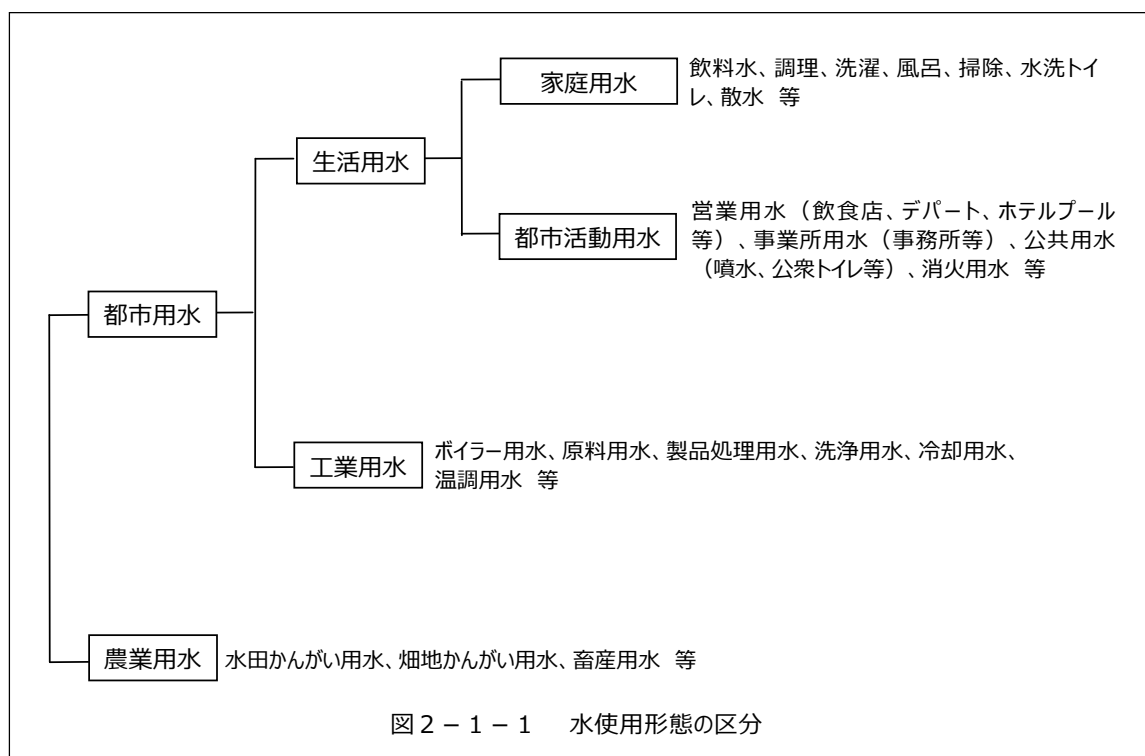 家庭用水
飲料水、調理、洗濯、風呂、掃除、水洗トイ
レ、散水 等
生活用水
都市活動用水
営業用水（飲食店、デパート、ホテルプール
等）、事業所用水（事務所等）、公共用水
（噴水、公衆トイレ等）、消火用水 等
都市用水
工業用水
ボイラー用水、原料用水、製品処理用水、洗浄用水、冷却用水、
温調用水 等
農業用水
水田かんがい用水、畑地かんがい用水、畜産用水 等
図２－１－１ 水使用形態の区分